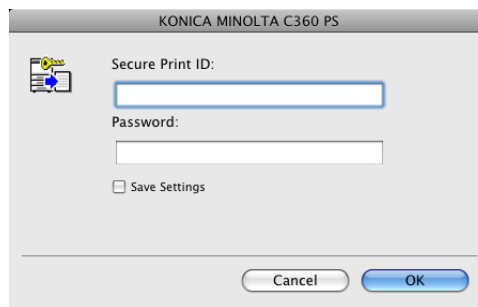 KONICA MINOLTA C360 PS
Secure Print ID:
Password:
Save Settings
Cancel
OK